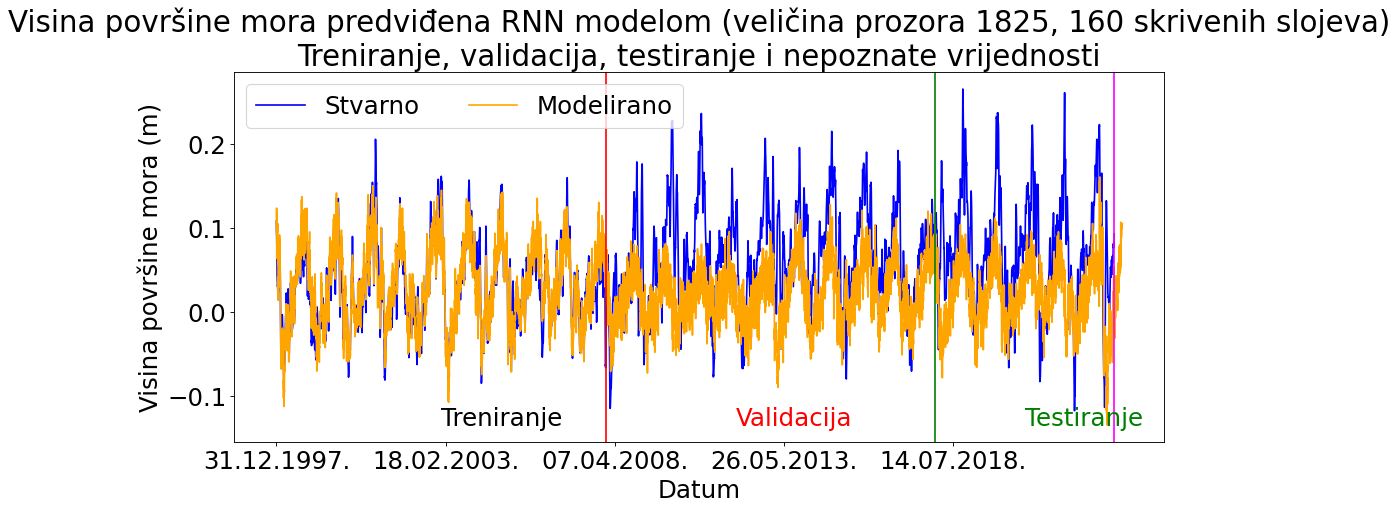 Visina površine mora predviđena RNN modelom (veličina prozora 1825, 160 skrivenih slojeva)
Treniranje, validacija, testiranje i nepoznate vrijednosti
Stvarno Modelirano
Visina površine mora (m)
0.2
0.1
0.0
−0.1
Treniranje Validacija Testiranje
31.12.1997. 18.02.2003. 07.04.2008. 26.05.2013. 14.07.2018.
Datum